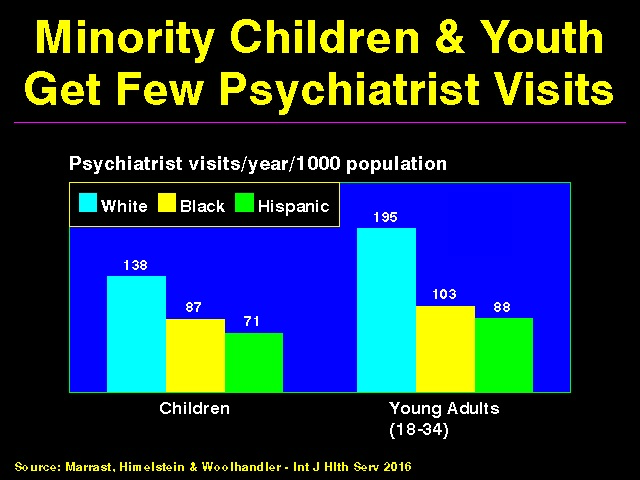 Minority Children & Youth
Get Few Psychiatrist Visits
Psychiatrist visits/year/1000 population
White Black Hispanic
195
138
103
87
88
71
Children
Young Adults
(18-34)
Source: Marrast, Himelstein & Woolhandler - Int J Hlth Serv 2016